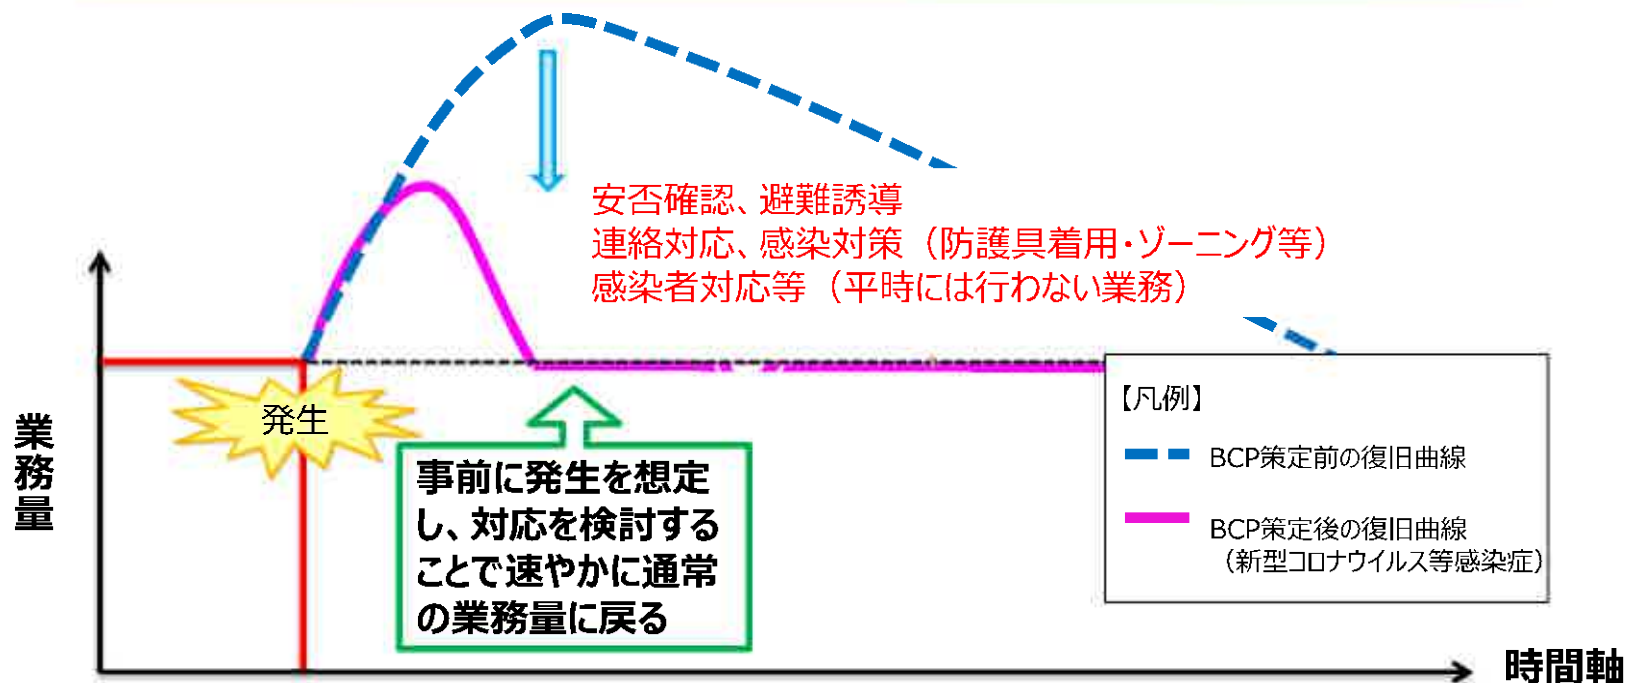 安否確認、避難誘導
連絡対応、感染対策（防護具着用・ゾーニング等）
感染者対応等（平時には行わない業務）
発生
業務量
事前に発生を想定
し、対応を検討する
ことで速やかに通常
の業務量に戻る
【凡例】
BCP策定前の復旧曲線
BCP策定後の復旧曲線
（新型コロナウイルス等感染症）
時間軸